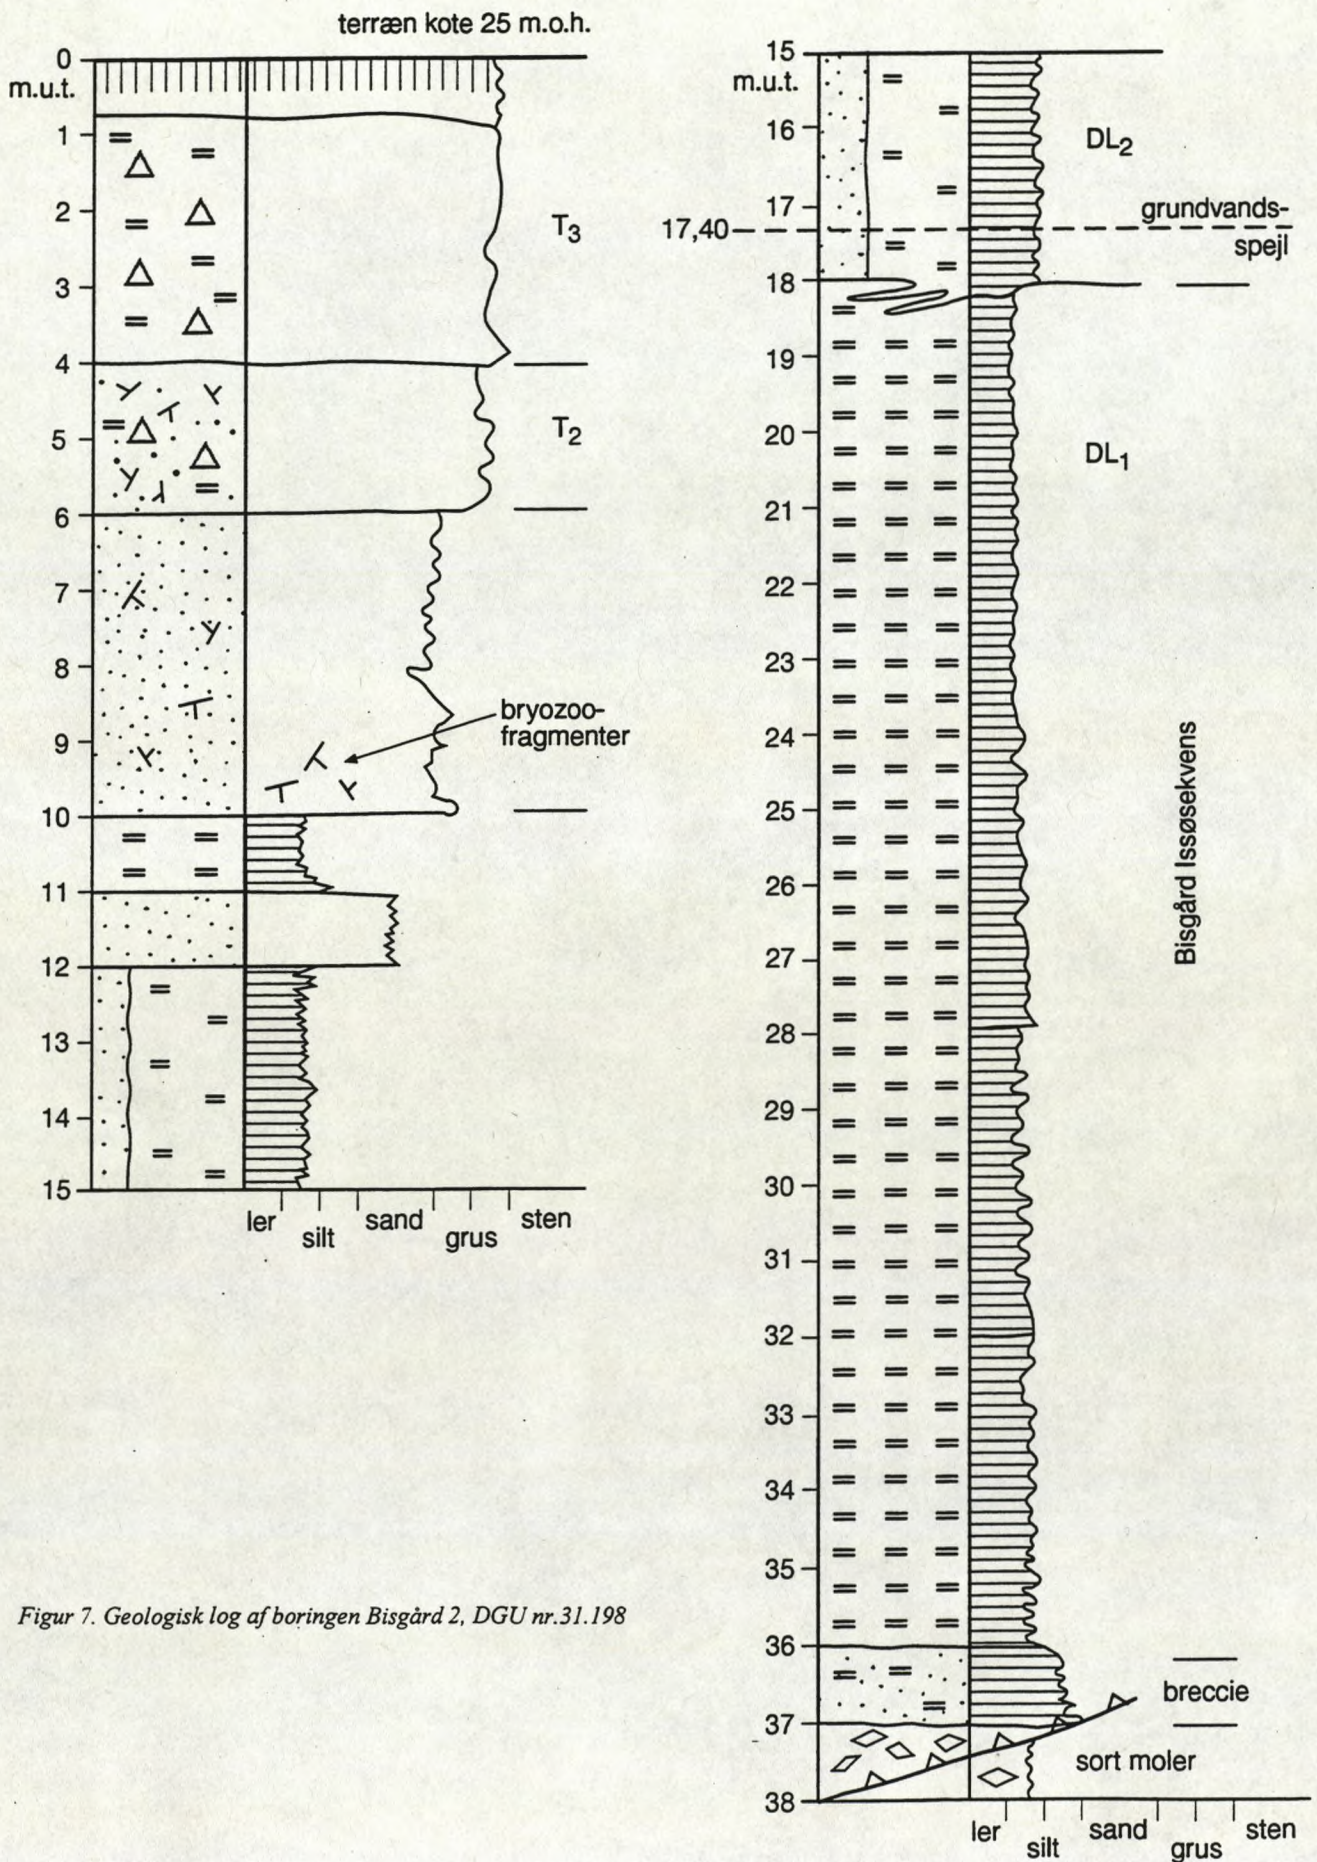 terræn kote 25 m.o.h.
0
m.u.t.
1
2
3
4
5
6
7
8
9
10
11
12
13
14
15
T3
T2
bryozoo-
fragmenter
ler
silt
sand
grus
sten
15
m.u.t.
16
17
17,40
18
19
20
21
22
23
24
25
26
27
28
29
30
31
32
33
34
35
36
37
38
DL2
grundvands-
spejl
DL1
Bisgård Issøsekvens
breccie
sort moler
ler
silt
sand
grus
sten
Figur 7. Geologisk log af boringen Bisgård 2, DGU nr.31.198